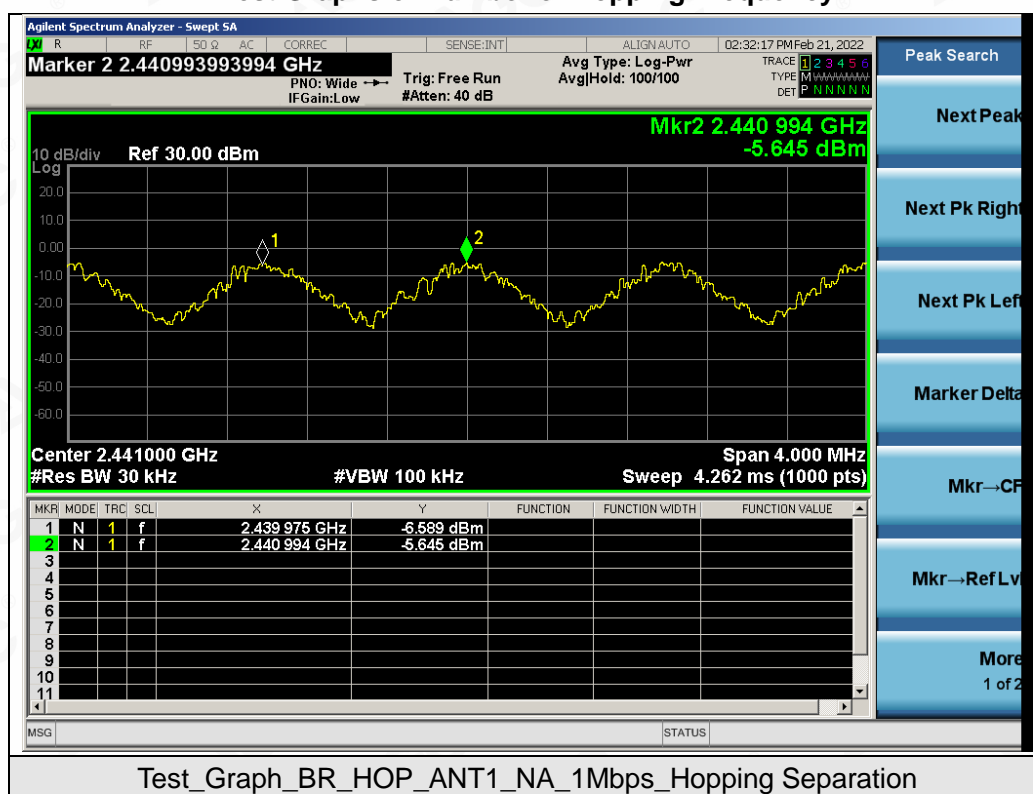 Test Graphs of Number of Hopping Frequency
Agilent Spectrum Analyzer - Swept SA
LXI R RF 50 Ω AC CORREC SENSE:INT ALIGN AUTO 02:32:17 PM Feb 21, 2022
Marker 2 2.440993993994 GHz
PNO: Wide
IFGain:Low
Trig: Free Run
#Atten: 40 dB
Avg Type: Log-Pwr
Avg|Hold: 100/100
TRACE 1 2 3 4 5 6
TYPE M
DET P N N N N N
Mkr2 2.440 994 GHz
-5.645 dBm
10 dB/div Ref 30.00 dBm
Log
20.0
10.0
0.00
-10.0
-20.0
-30.0
-40.0
-50.0
-60.0
1
2
Center 2.441000 GHz Span 4.000 MHz
#Res BW 30 kHz #VBW 100 kHz Sweep 4.262 ms (1000 pts)
MKR MODE TRC SCL X Y FUNCTION FUNCTION WIDTH FUNCTION VALUE
1 N 1 f 2.439 975 GHz -6.589 dBm
2 N 1 f 2.440 994 GHz -5.645 dBm
3
4
5
6
7
8
9
10
11
MSG STATUS
Peak Search
Next Peak
Next Pk Right
Next Pk Left
Marker Delta
Mkr→CF
Mkr→Ref Lvl
More
1 of 2
Test_Graph_BR_HOP_ANT1_NA_1Mbps_Hopping Separation